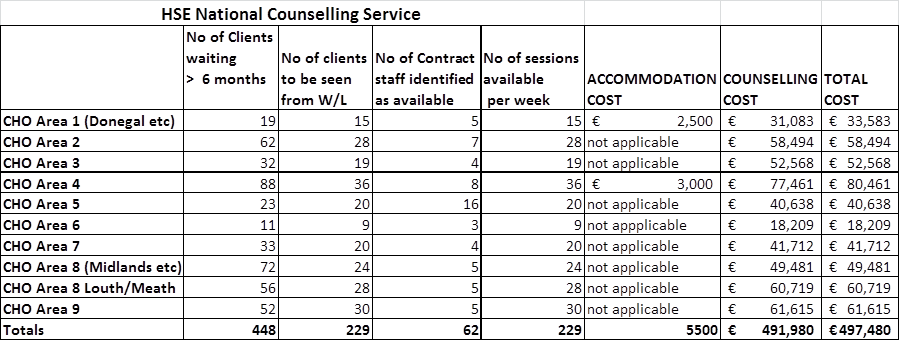 HSE National Counselling Service
No of Clients waiting > 6 months | No of clients to be seen from W/L | No of Contract staff identified as available | No of sessions available per week | ACCOMMODATION COST | COUNSELLING COST | TOTAL COST
CHO Area 1 (Donegal etc) 19 15 5 15 € 2,500 € 31,083 € 33,583
CHO Area 2 62 28 7 28 not applicable € 58,494 € 58,494
CHO Area 3 32 19 4 19 not applicable € 52,568 € 52,568
CHO Area 4 88 36 8 36 € 3,000 € 77,461 € 80,461
CHO Area 5 23 20 16 20 not applicable € 40,638 € 40,638
CHO Area 6 11 9 3 9 not appplicable € 18,209 € 18,209
CHO Area 7 33 20 4 20 not applicable € 41,712 € 41,712
CHO Area 8 (Midlands etc) 72 24 5 24 not applicable € 49,481 € 49,481
CHO Area 8 Louth/Meath 56 28 5 28 not applicable € 60,719 € 60,719
CHO Area 9 52 30 5 30 not applicable € 61,615 € 61,615
Totals 448 229 62 229 5500 € 491,980 € 497,480